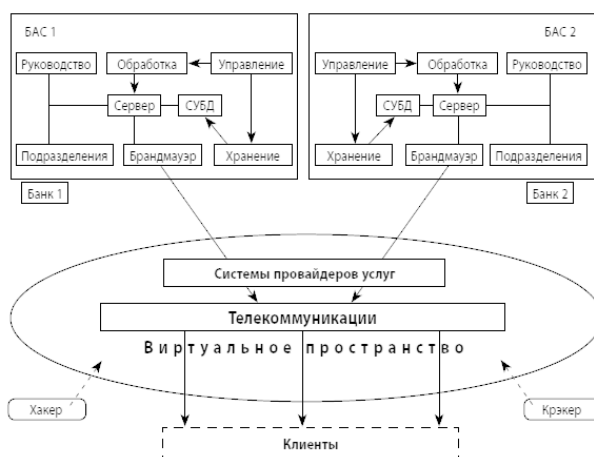 БАС 1
Руководство
Обработка
Управление
Сервер
СУБД
Подразделения
Брандмауэр
Хранение
Банк 1
БАС 2
Управление
Обработка
Руководство
СУБД
Сервер
Хранение
Брандмауэр
Подразделения
Банк 2
Системы провайдеров услуг
Телекоммуникации
Виртуальное пространство
Хакер
Крэкер
Клиенты